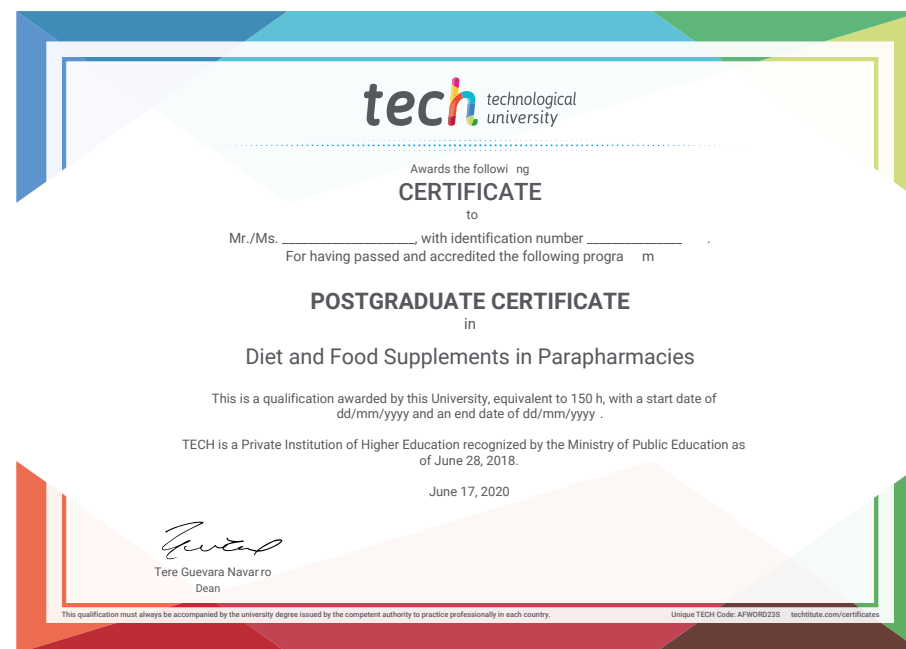 tech technological
university
Awards the followi ng
CERTIFICATE
to
Mr./Ms. _____________________, with identification number _______________ .
For having passed and accredited the following progra m
POSTGRADUATE CERTIFICATE
in
Diet and Food Supplements in Parapharmacies
This is a qualification awarded by this University, equivalent to 150 h, with a start date of
dd/mm/yyyy and an end date of dd/mm/yyyy .
TECH is a Private Institution of Higher Education recognized by the Ministry of Public Education as
of June 28, 2018.
June 17, 2020
Tere Guevara Navar ro
Dean
This qualification must always be accompanied by the university degree issued by the competent authority to practice professionally in each country. Unique TECH Code: AFWORD23S techtitute.com/certificates